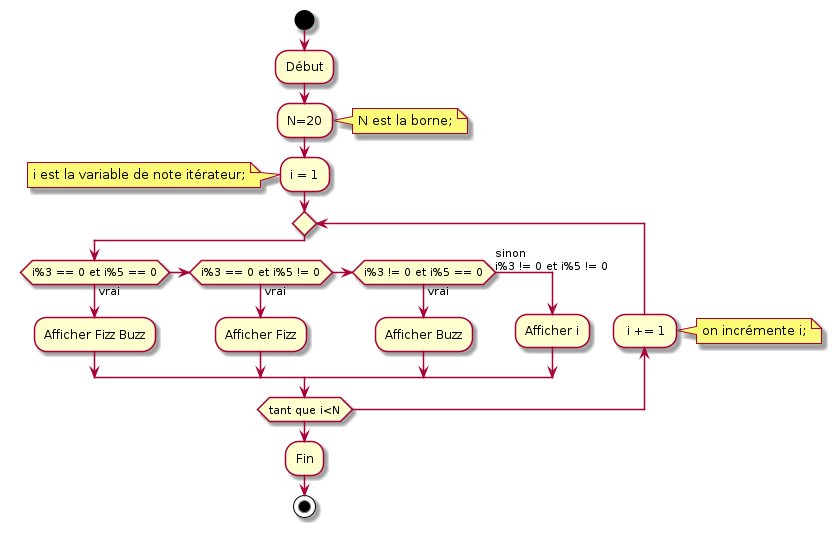 Début
N=20
N est la borne;
i est la variable de note itérateur;
i = 1
i%3 == 0 et i%5 == 0
vrai
i%3 == 0 et i%5 != 0
vrai
i%3 != 0 et i%5 == 0
vrai
sinon
i%3 != 0 et i%5 != 0
Afficher Fizz Buzz
Afficher Fizz
Afficher Buzz
Afficher i
i += 1
on incrémente i;
tant que i<N
Fin